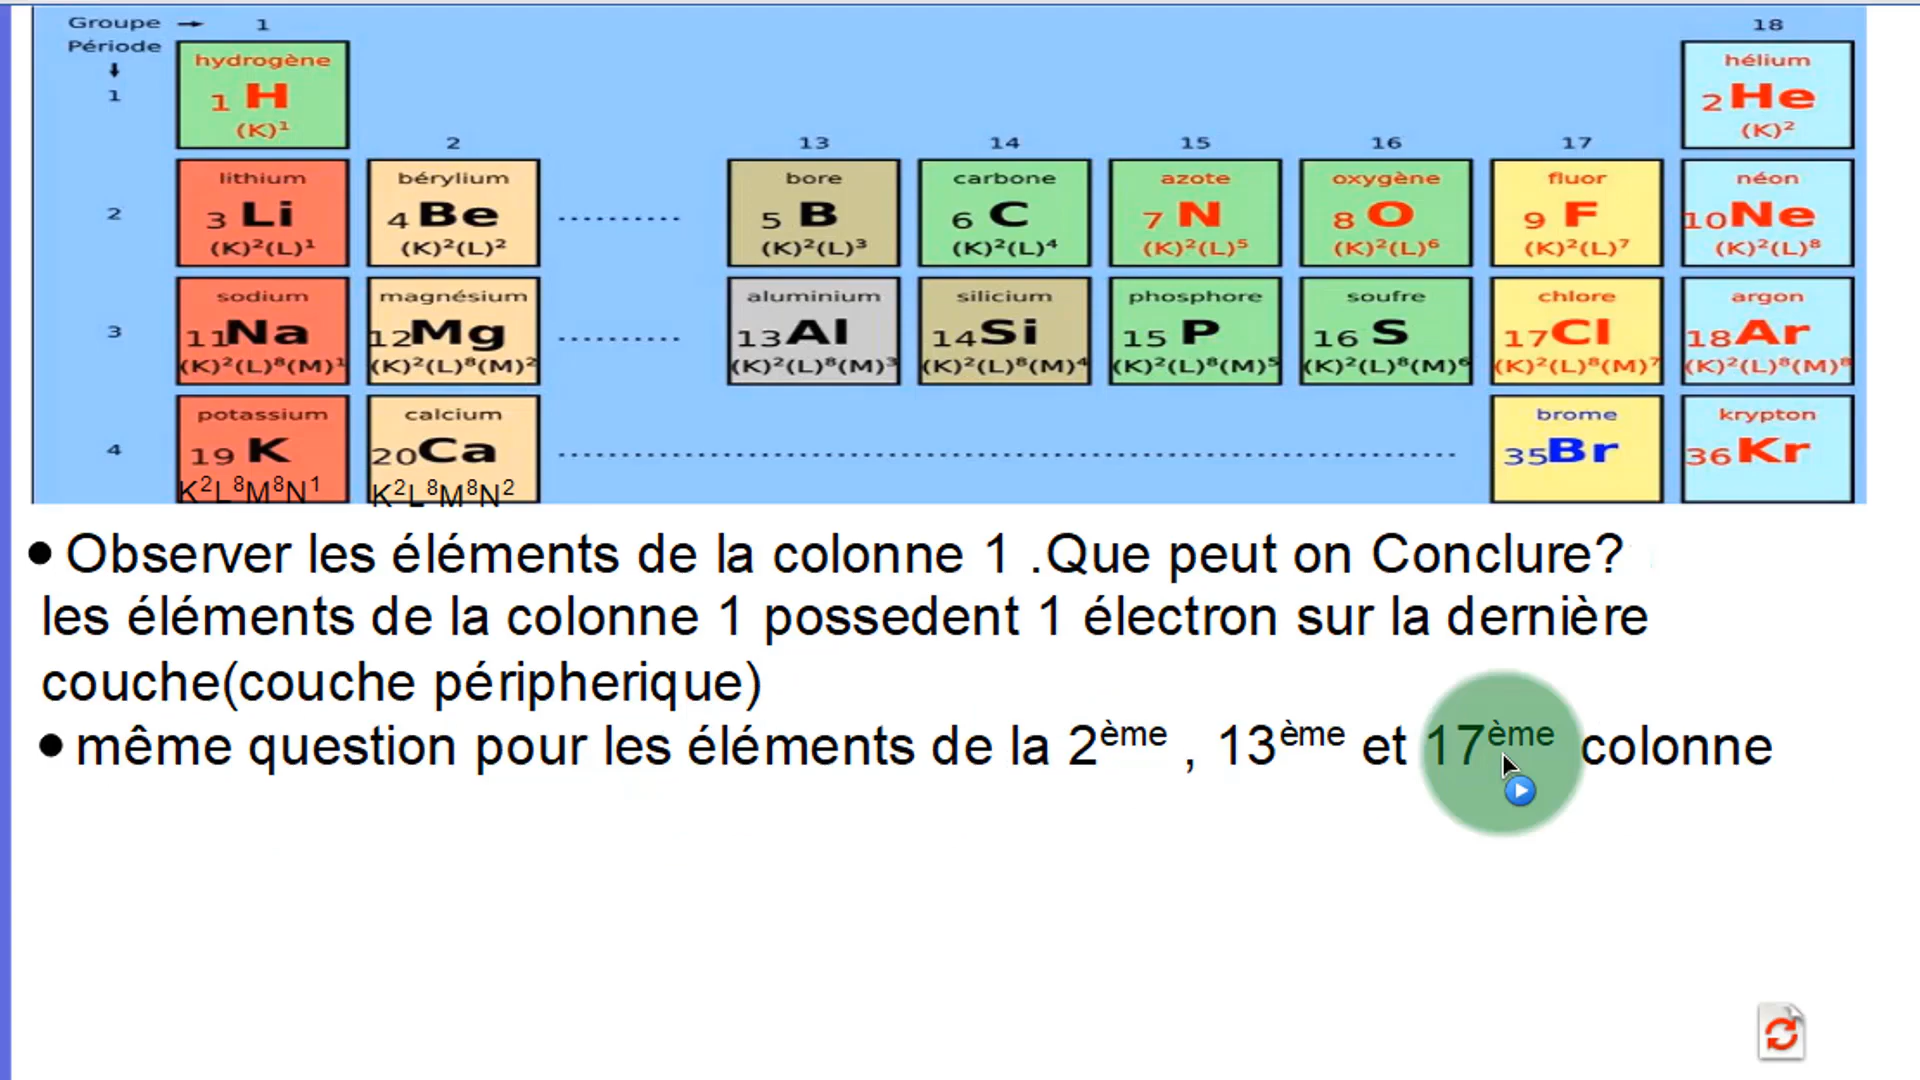 Groupe → 1 18
Période
↓
hydrogène hélium
1 1 H 2 He
(K)¹ (K)²
2 13 14 15 16 17
lithium bérylium bore carbone azote oxygène fluor néon
2 3 Li 4 Be .......... 5 B 6 C 7 N 8 O 9 F 10 Ne
(K)²(L)¹ (K)²(L)² (K)²(L)³ (K)²(L)⁴ (K)²(L)⁵ (K)²(L)⁶ (K)²(L)⁷ (K)²(L)⁸
sodium magnésium aluminium silicium phosphore soufre chlore argon
3 11 Na 12 Mg .......... 13 Al 14 Si 15 P 16 S 17 Cl 18 Ar
(K)²(L)⁸(M)¹ (K)²(L)⁸(M)² (K)²(L)⁸(M)³ (K)²(L)⁸(M)⁴ (K)²(L)⁸(M)⁵ (K)²(L)⁸(M)⁶ (K)²(L)⁸(M)⁷ (K)²(L)⁸(M)⁸
potassium calcium brome krypton
4 19 K 20 Ca .......... 35 Br 36 Kr
K²L⁸M⁸N¹ K²L⁸M⁸N²
● Observer les éléments de la colonne 1 .Que peut on Conclure?
les éléments de la colonne 1 possedent 1 électron sur la dernière
couche(couche péripherique)
● même question pour les éléments de la 2ème , 13ème et 17ème colonne